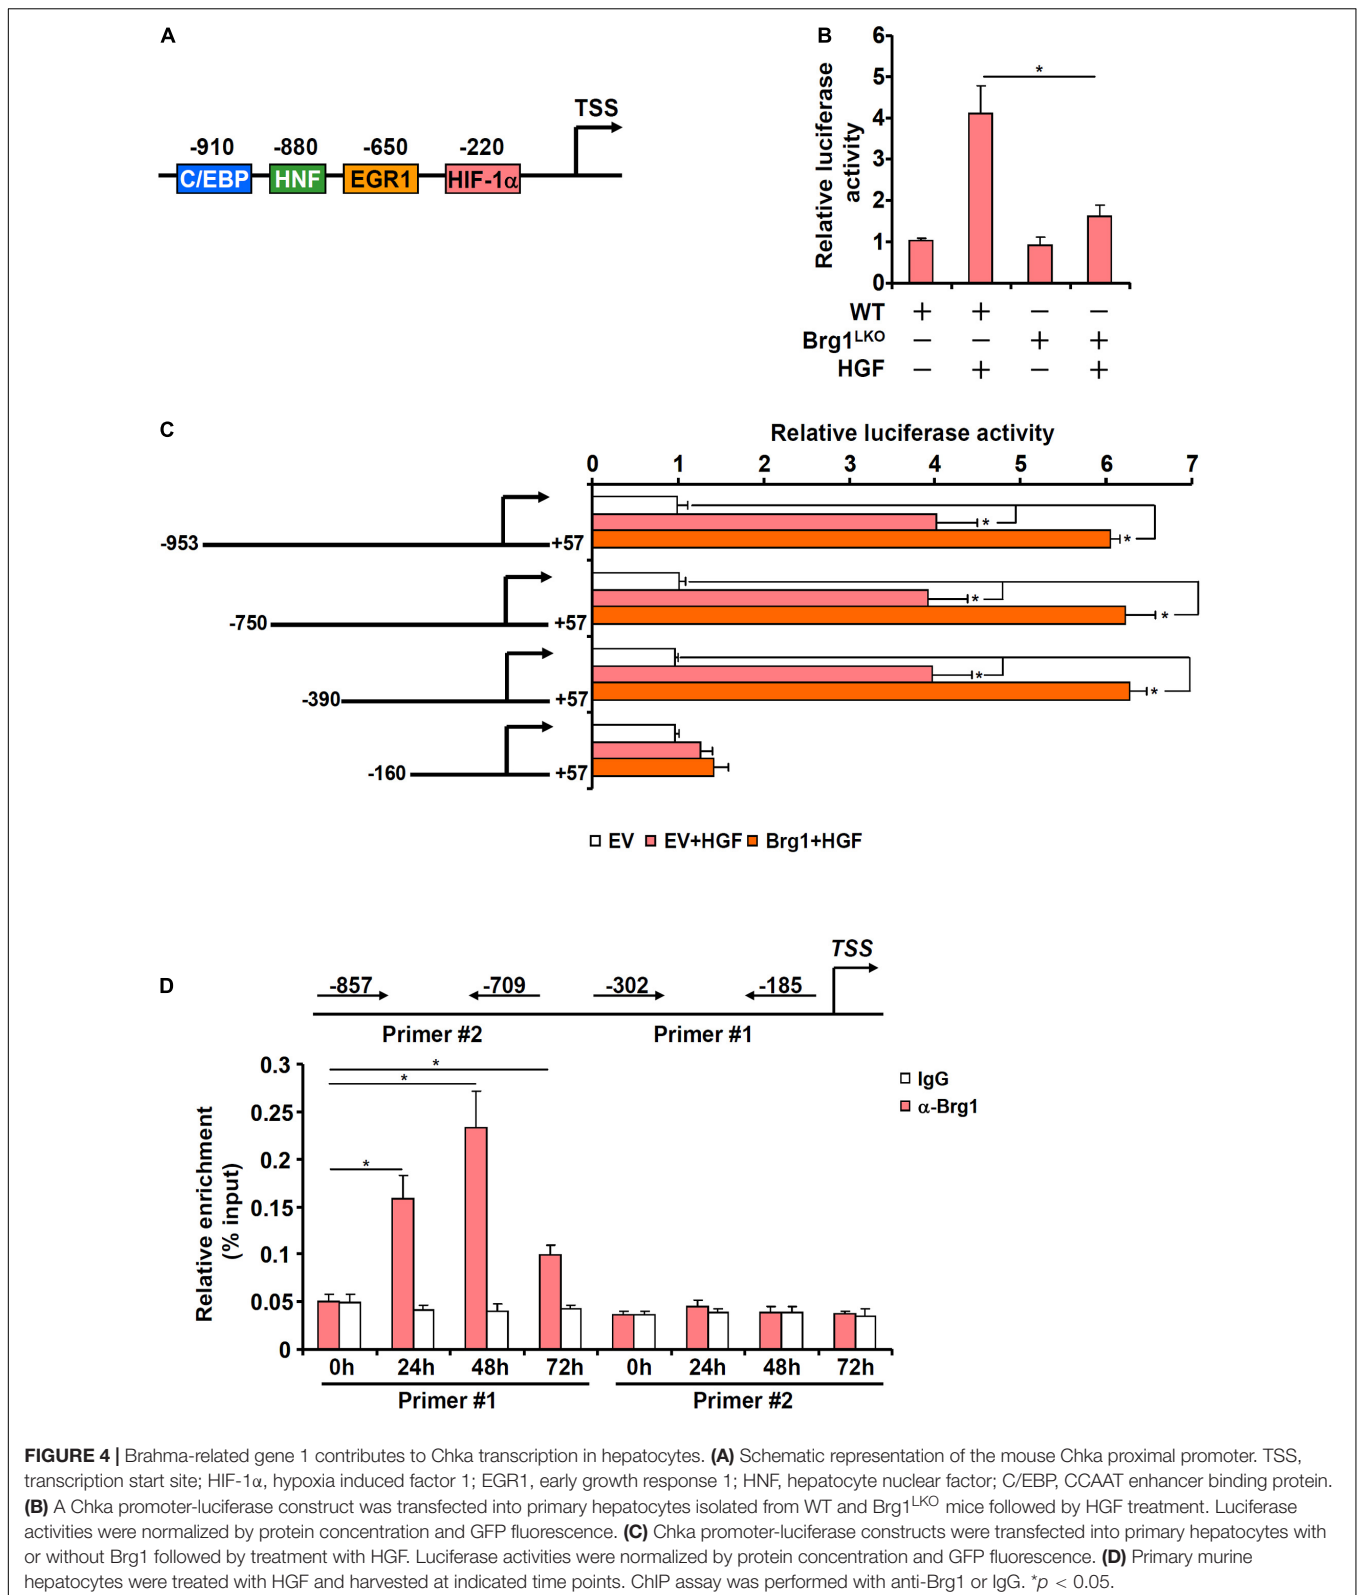 A
TSS
-910 -880 -650 -220
C/EBP HNF EGR1 HIF-1α
B
Relative luciferase
activity
6
5
4
3
2
1
0
*
WT + + − −
Brg1LKO − − + +
HGF − + − +
C
Relative luciferase activity
0 1 2 3 4 5 6 7
-953 +57
*
*
-750 +57
*
*
-390 +57
*
*
-160 +57
EV EV+HGF Brg1+HGF
D
TSS
-857 -709 -302 -185
Primer #2 Primer #1
Relative enrichment
(% input)
0.3
0.25
0.2
0.15
0.1
0.05
0
*
*
*
IgG
α-Brg1
0h 24h 48h 72h 0h 24h 48h 72h
Primer #1 Primer #2
FIGURE 4 | Brahma-related gene 1 contributes to Chka transcription in hepatocytes. (A) Schematic representation of the mouse Chka proximal promoter. TSS,
transcription start site; HIF-1α, hypoxia induced factor 1; EGR1, early growth response 1; HNF, hepatocyte nuclear factor; C/EBP, CCAAT enhancer binding protein.
(B) A Chka promoter-luciferase construct was transfected into primary hepatocytes isolated from WT and Brg1LKO mice followed by HGF treatment. Luciferase
activities were normalized by protein concentration and GFP fluorescence. (C) Chka promoter-luciferase constructs were transfected into primary hepatocytes with
or without Brg1 followed by treatment with HGF. Luciferase activities were normalized by protein concentration and GFP fluorescence. (D) Primary murine
hepatocytes were treated with HGF and harvested at indicated time points. ChIP assay was performed with anti-Brg1 or IgG. *p < 0.05.